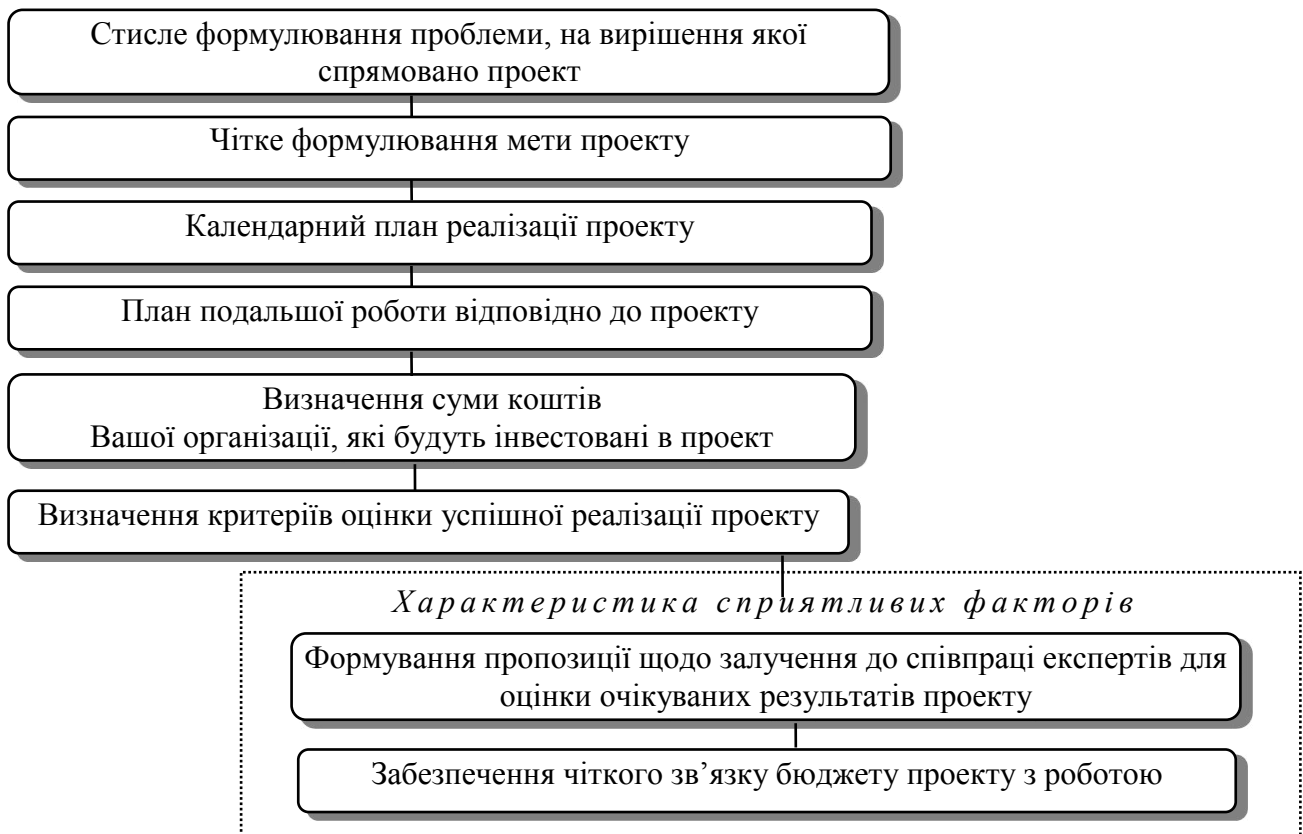 Стисле формулювання проблеми, на вирішення якої
спрямовано проект
Чітке формулювання мети проекту
Календарний план реалізації проекту
План подальшої роботи відповідно до проекту
Визначення суми коштів
Вашої організації, які будуть інвестовані в проект
Визначення критеріїв оцінки успішної реалізації проекту
Характеристика сприятливих факторів
Формування пропозиції щодо залучення до співпраці експертів для
оцінки очікуваних результатів проекту
Забезпечення чіткого зв’язку бюджету проекту з роботою